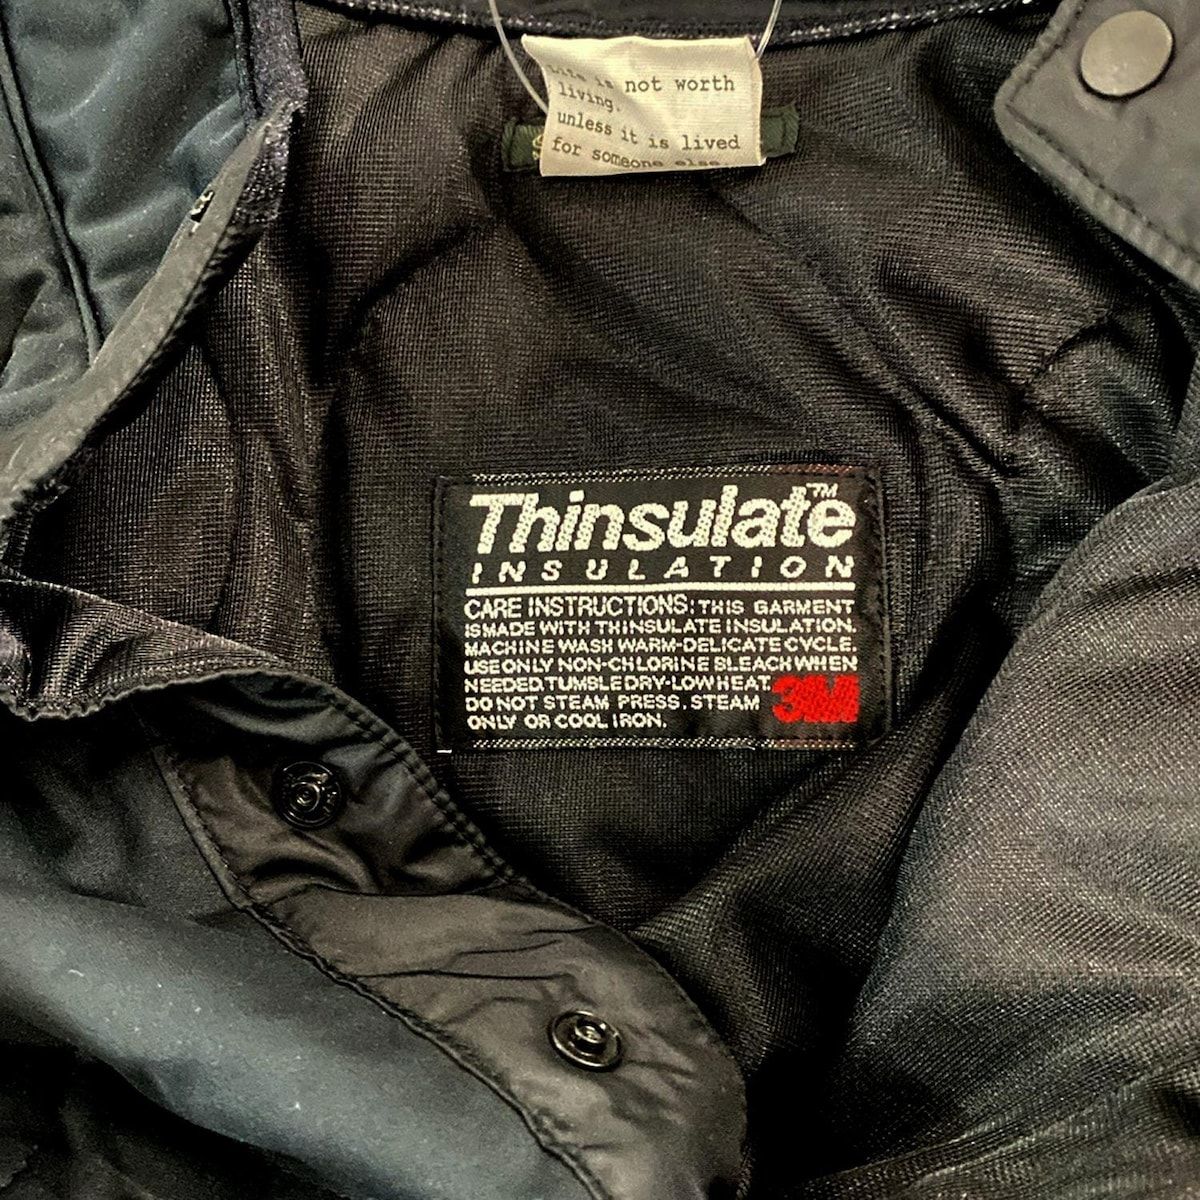 Life is not worth
living.
unless it is lived
for someone else.
Thinsulate™
INSULATION
CARE INSTRUCTIONS: THIS GARMENT
IS MADE WITH THINSULATE INSULATION.
MACHINE WASH WARM-DELICATE CYCLE.
USE ONLY NON-CHLORINE BLEACH WHEN
NEEDED. TUMBLE DRY-LOW HEAT.
DO NOT STEAM PRESS. STEAM
ONLY OR COOL IRON.
3M